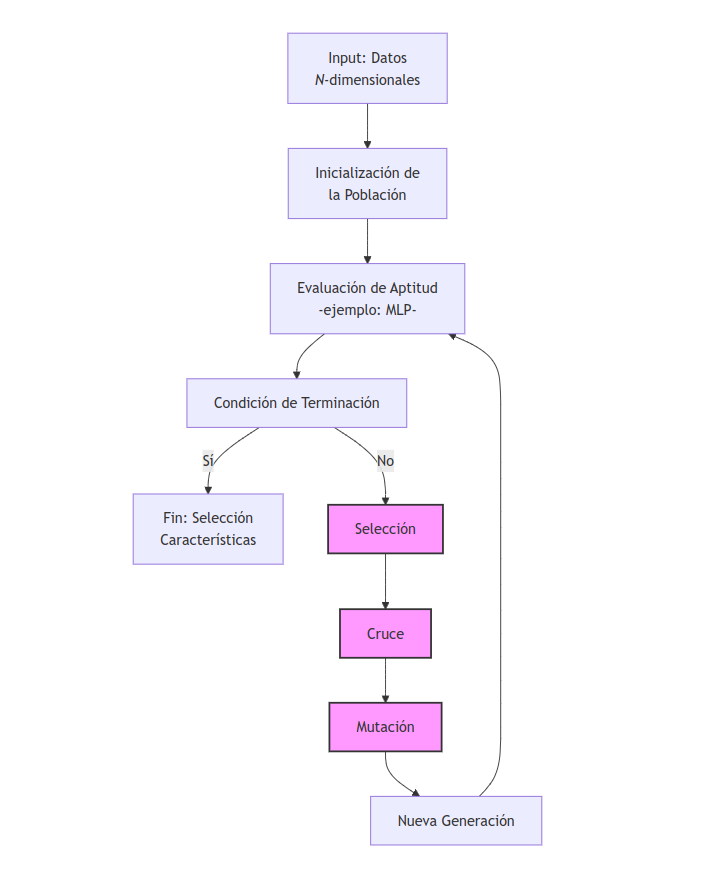 Input: Datos
N-dimensionales
Inicialización de
la Población
Evaluación de Aptitud
-ejemplo: MLP-
Condición de Terminación
Sí
No
Fin: Selección
Características
Selección
Cruce
Mutación
Nueva Generación